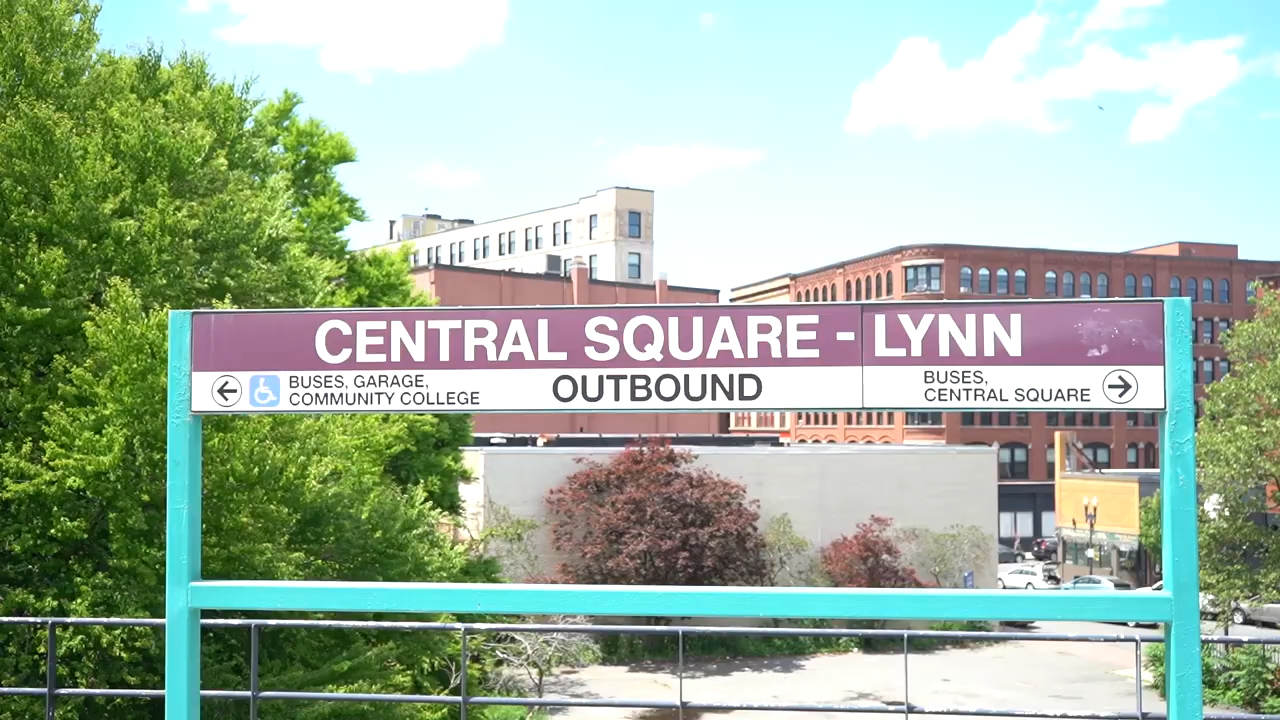 CENTRAL SQUARE - LYNN
BUSES, GARAGE,
COMMUNITY COLLEGE
OUTBOUND
BUSES,
CENTRAL SQUARE